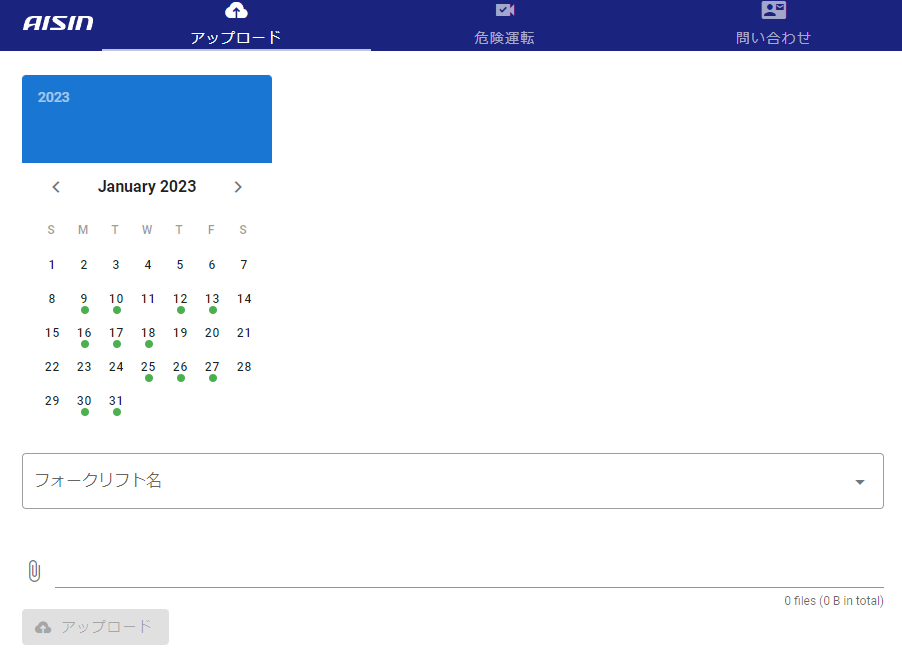 AISIN
アップロード
危険運転
問い合わせ
2023
January 2023
S M T W T F S
1 2 3 4 5 6 7
8 9 10 11 12 13 14
15 16 17 18 19 20 21
22 23 24 25 26 27 28
29 30 31
フォークリフト名
0 files (0 B in total)
アップロード